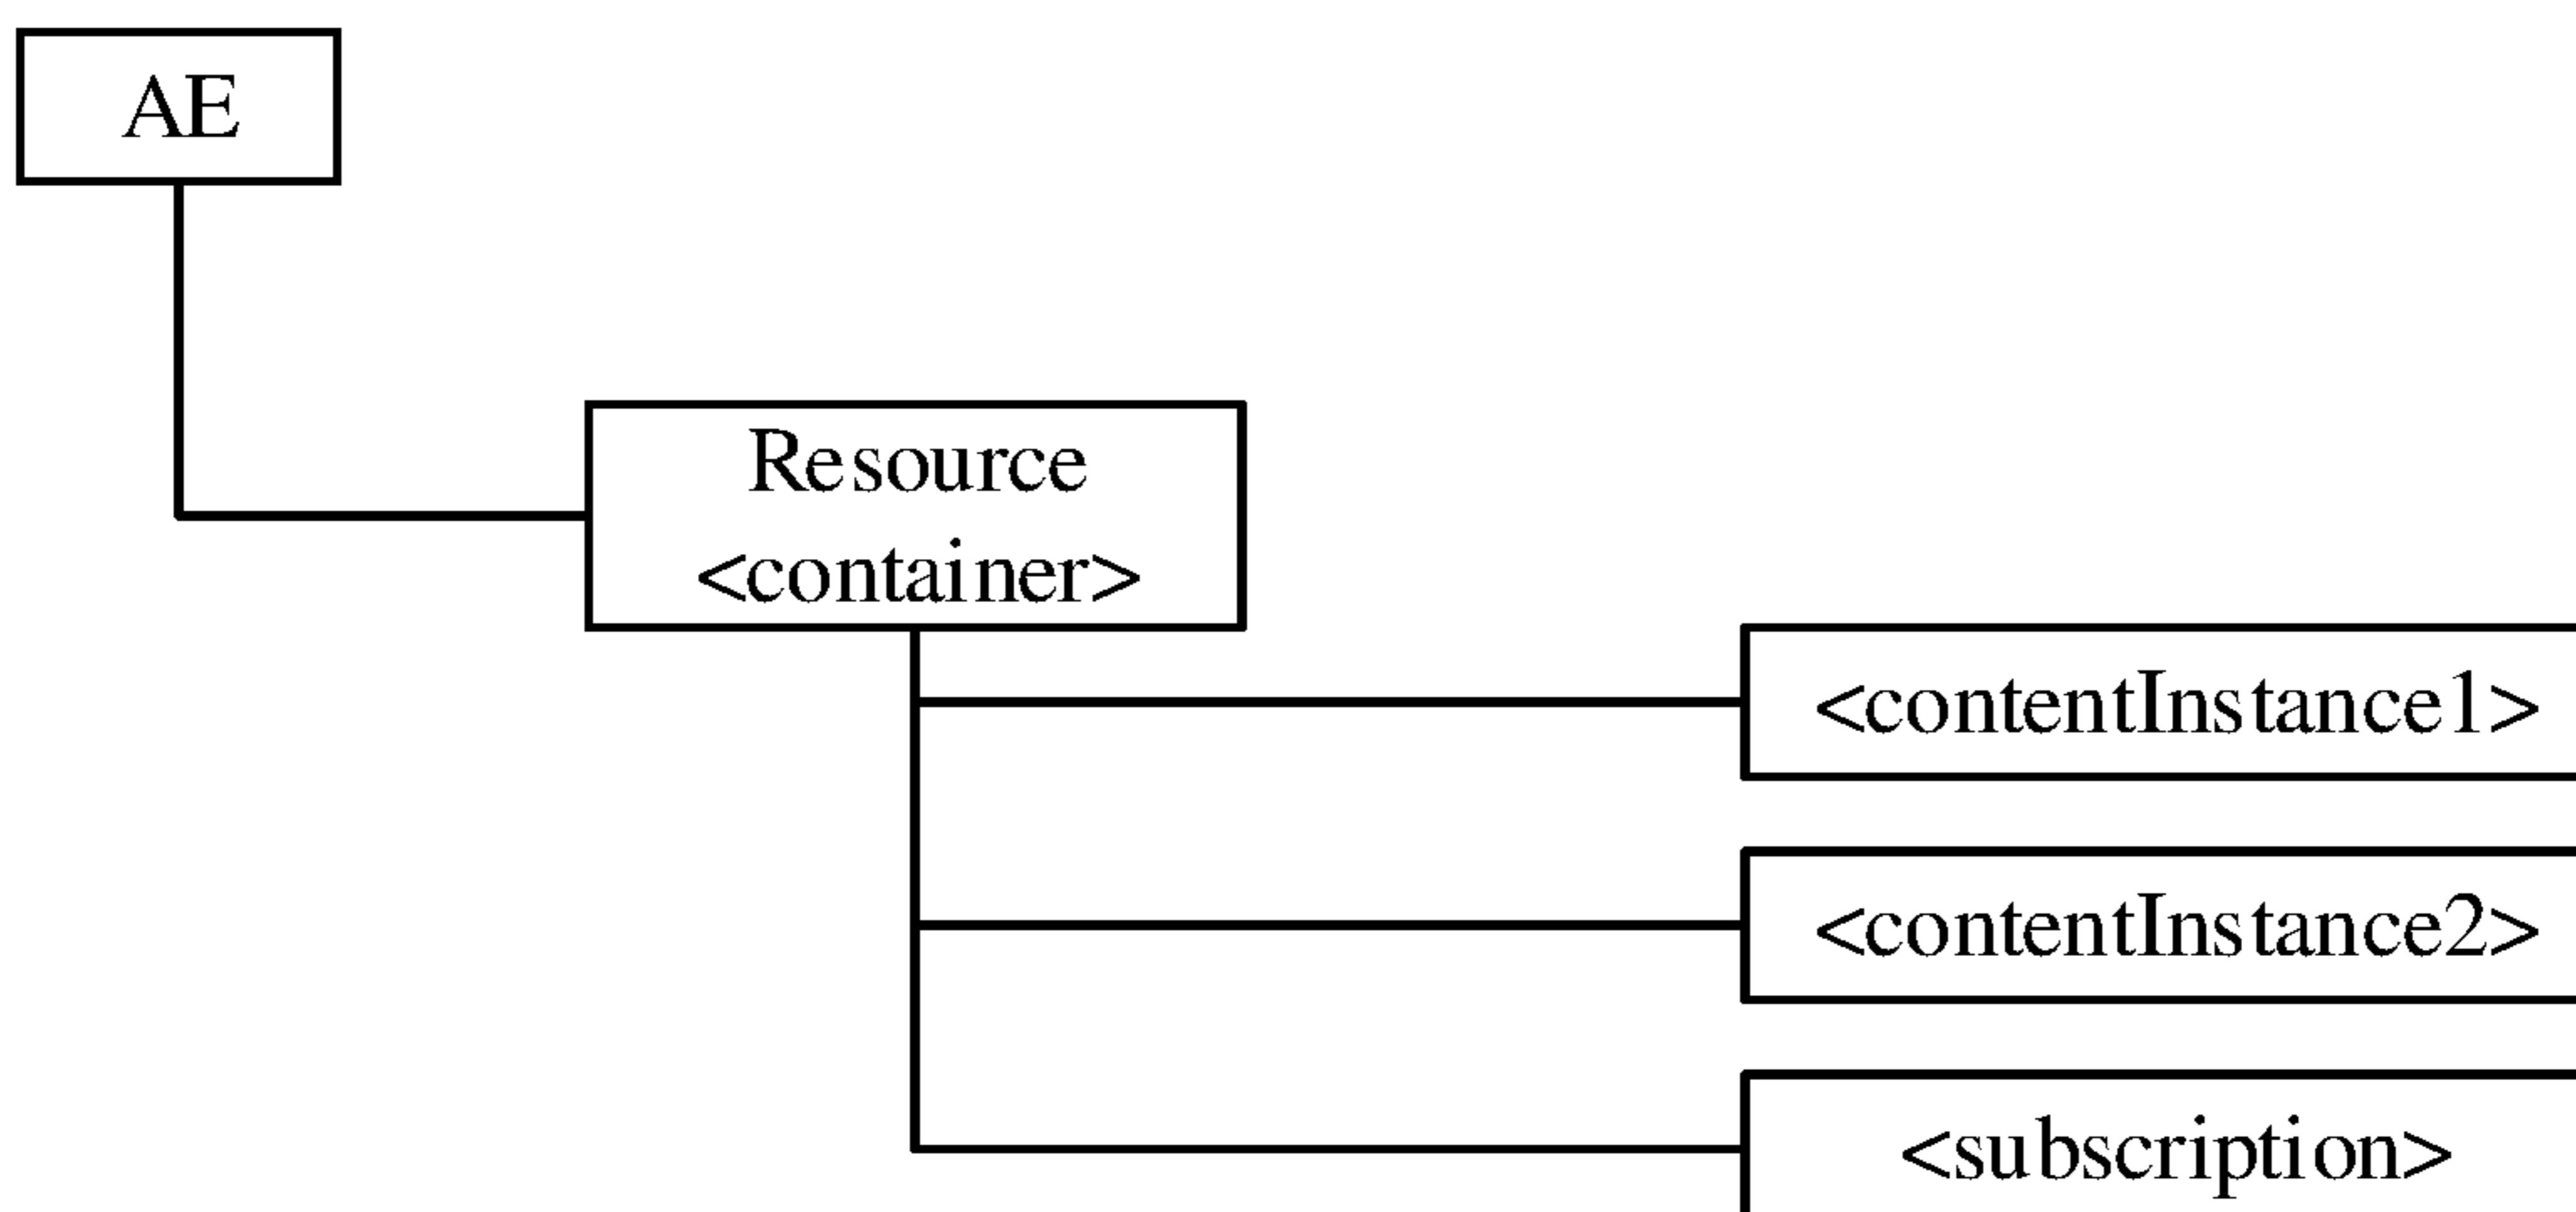 AE
Resource
<container>
<contentInstance1>
<contentInstance2>
<subscription>